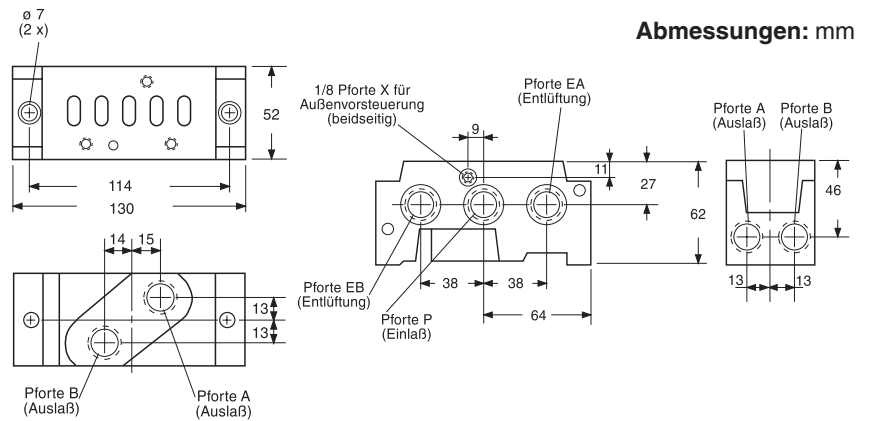 Abmessungen: mm
ø 7
(2 x)
52
114
130
1/8 Pforte X für
Außenvorsteuerung
(beidseitig)
Pforte EA
(Entlüftung)
9
11
27
62
38
38
64
Pforte EB
(Entlüftung)
Pforte P
(Einlaß)
Pforte A
(Auslaß)
Pforte B
(Auslaß)
46
13
13
14
15
13
13
Pforte B
(Auslaß)
Pforte A
(Auslaß)